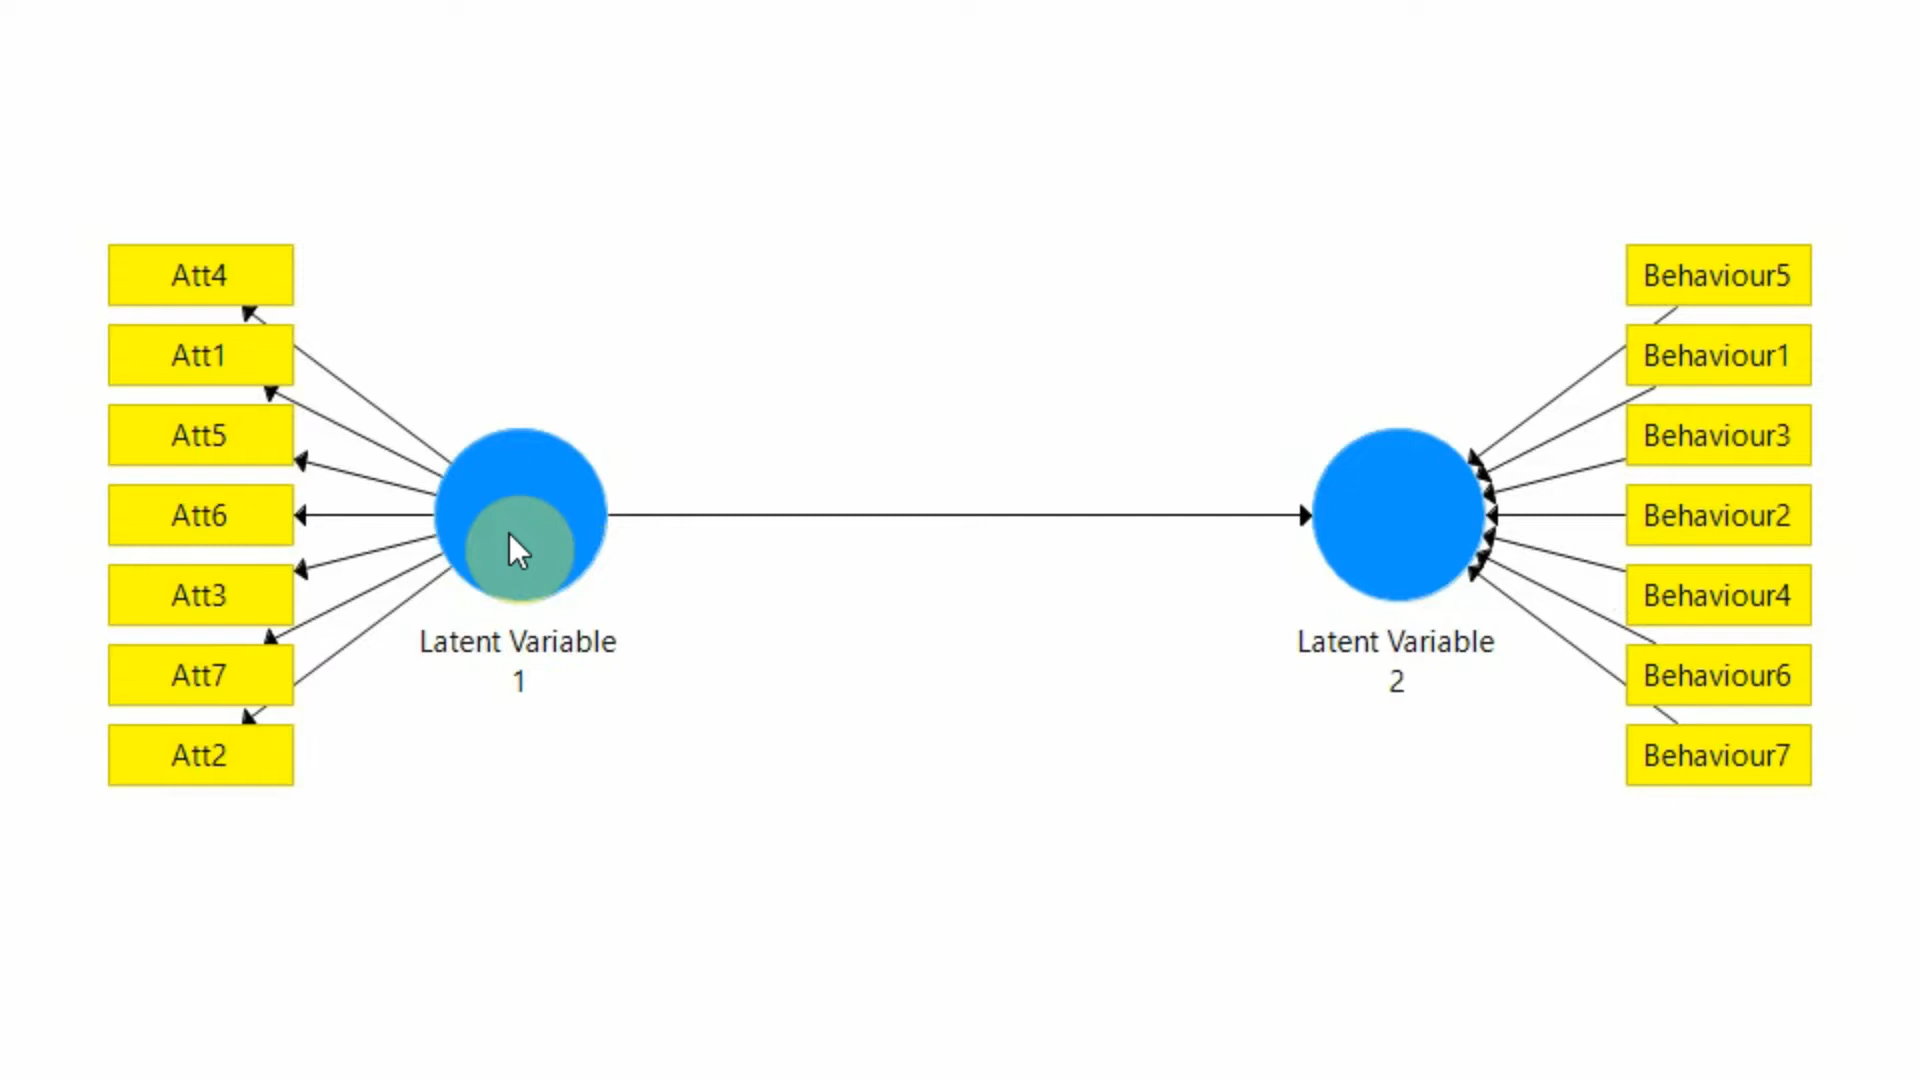 Att4
Att1
Att5
Att6
Att3
Att7
Att2
Latent Variable
1
Latent Variable
2
Behaviour5
Behaviour1
Behaviour3
Behaviour2
Behaviour4
Behaviour6
Behaviour7